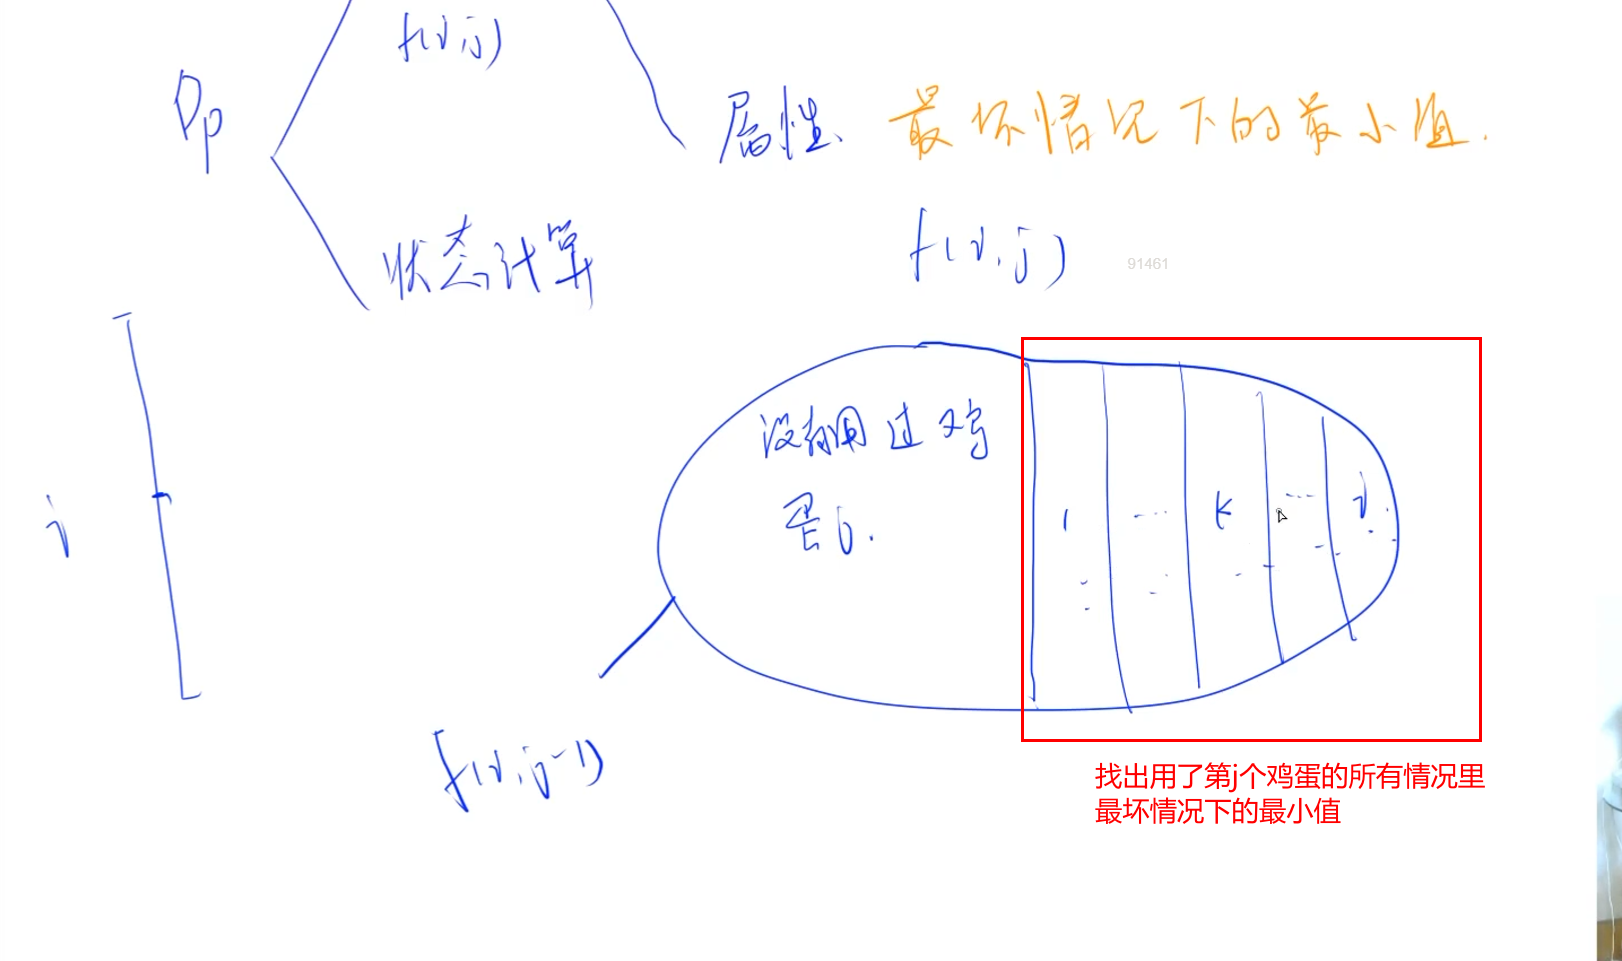 f(i,j)
Dp
属性、 最坏情况下的最小值.
状态计算
f(i,j)
91461
没有用过鸡
蛋j.
i
1 ... k ... i
f(i,j-1)
找出用了第j个鸡蛋的所有情况里
最坏情况下的最小值